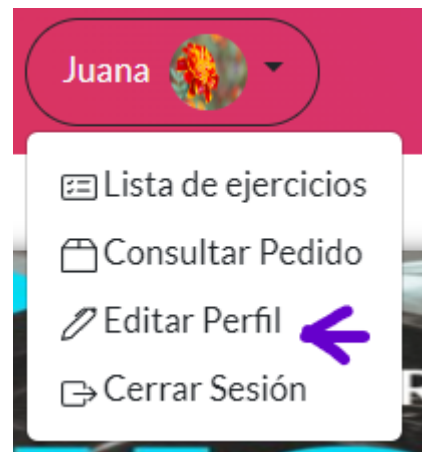 Juana
Lista de ejercicios
Consultar Pedido
Editar Perfil
Cerrar Sesión
R